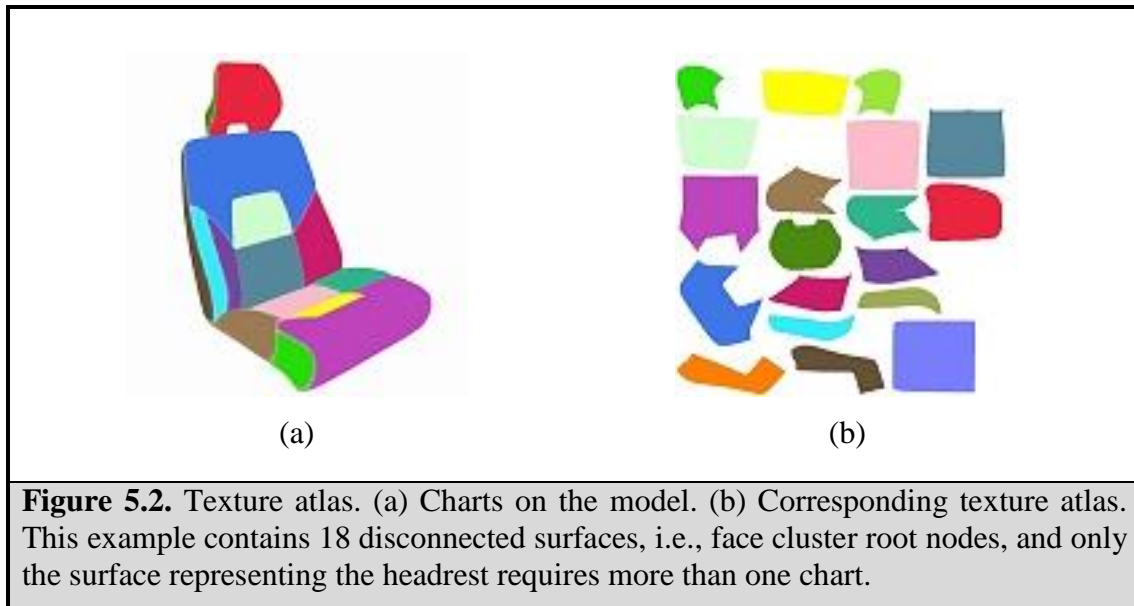 (a)
(b)
Figure 5.2. Texture atlas. (a) Charts on the model. (b) Corresponding texture atlas.
This example contains 18 disconnected surfaces, i.e., face cluster root nodes, and only
the surface representing the headrest requires more than one chart.